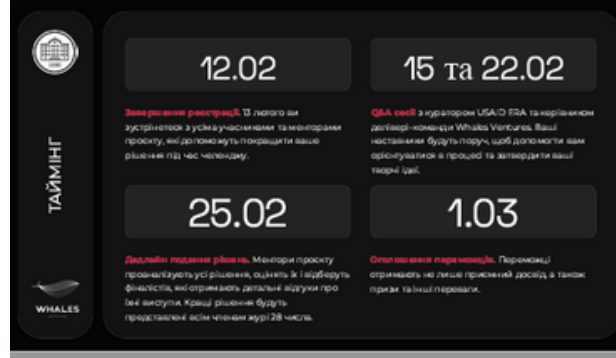 ТАЙМІНГ
WHALES
12.02
Завершення реєстрації. 13 лютого ви
зустрінетеся з усіма учасниками та менторами
проєкту, які допоможуть покращити ваше
рішення під час челенджу.
15 та 22.02
Q&A сесії з куратором USAID ERA та керівником
делівері-команди Whales Ventures. Ваші
наставники будуть поруч, щоб допомогти вам
орієнтуватися в процесі та затвердити ваші
творчі ідеї.
25.02
Дедлайн подання рішень. Ментори проєкту
проаналізують усі рішення, оцінять їх і відберуть
фіналістів, які отримають детальні відгуки про
їхні виступи. Кращі рішення будуть
представлені всім членам журі 28 числа.
1.03
Оголошення переможців. Переможці
отримають не лише приємний досвід, а також
призи та інші переваги.